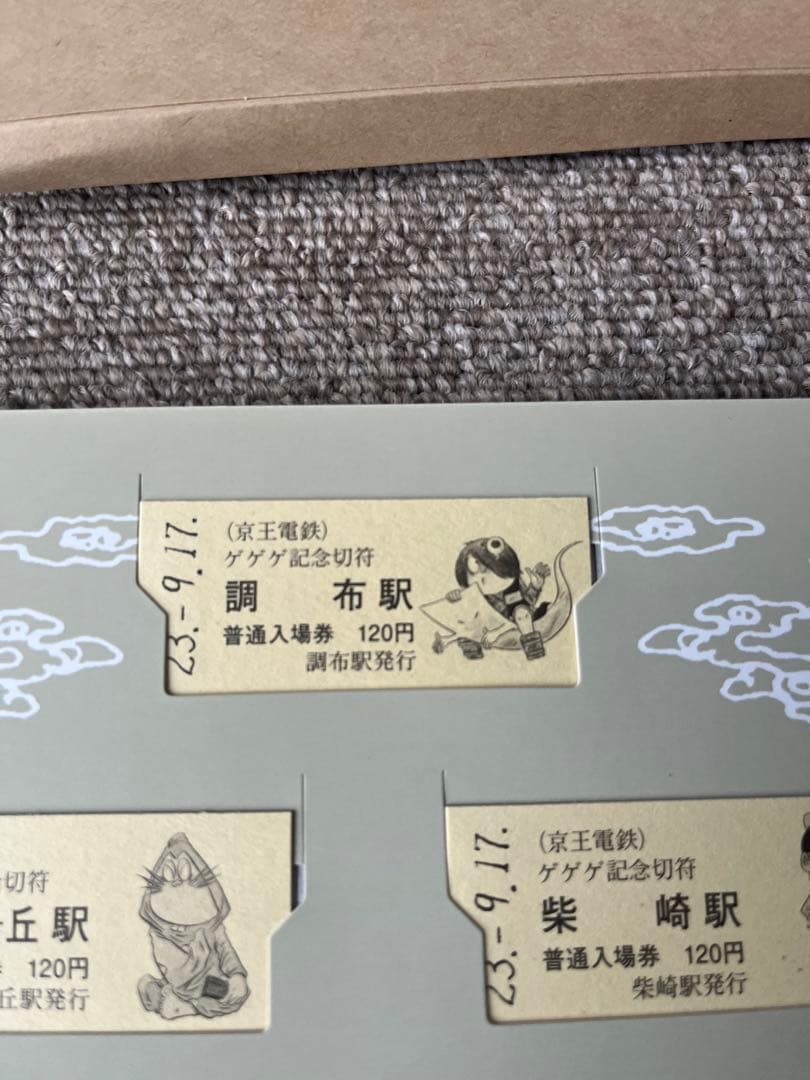 23.-9.17.
(京王電鉄)
ゲゲゲ記念切符
調布駅
普通入場券 120円
調布駅発行
切符
丘駅
券 120円
丘駅発行
23.-9.17.
(京王電鉄)
ゲゲゲ記念切符
柴崎駅
普通入場券 120円
柴崎駅発行